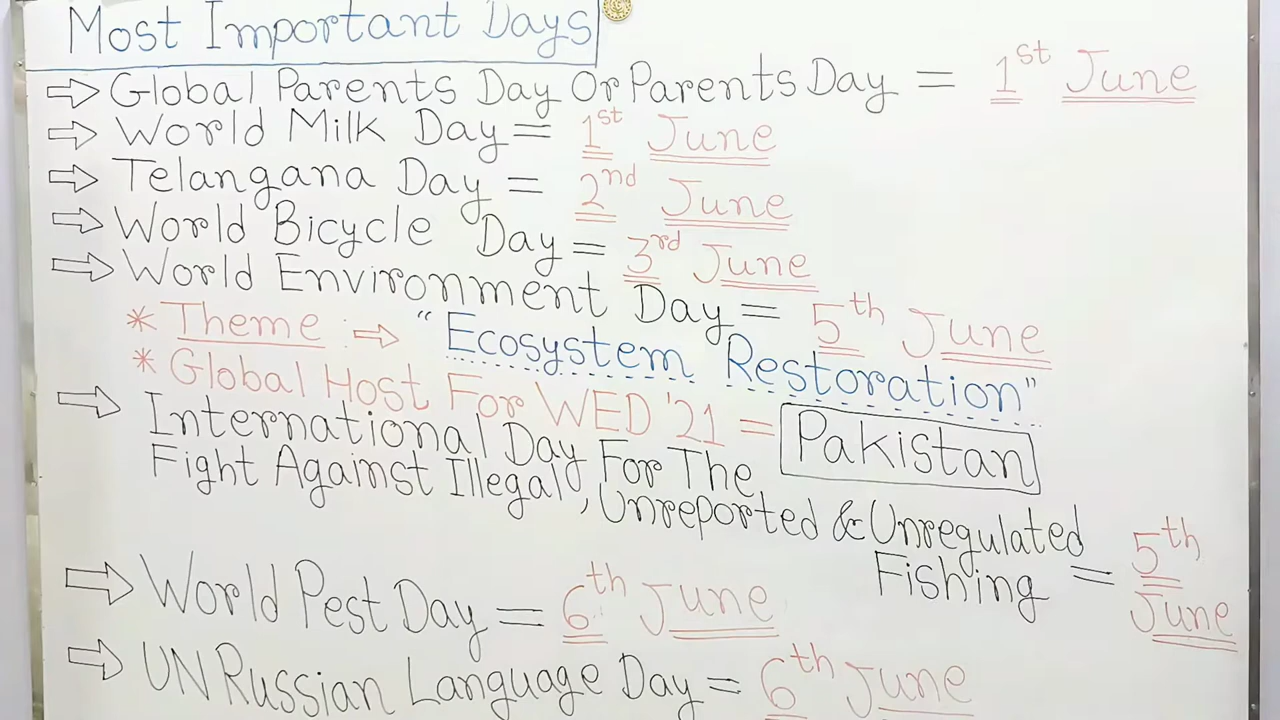 Most Important Days
⇨ Global Parents Day Or Parents Day = 1st June
⇨ World Milk Day = 1st June
⇨ Telangana Day = 2nd June
⇨ World Bicycle Day = 3rd June
⇨ World Environment Day = 5th June
* Theme :⇨ "Ecosystem Restoration"
* Global Host For WED '21 = Pakistan
⇨ International Day For The
Fight Against Illegal, Unreported & Unregulated
Fishing = 5th
June
⇨ World Pest Day = 6th June
⇨ UN Russian Language Day = 6th June